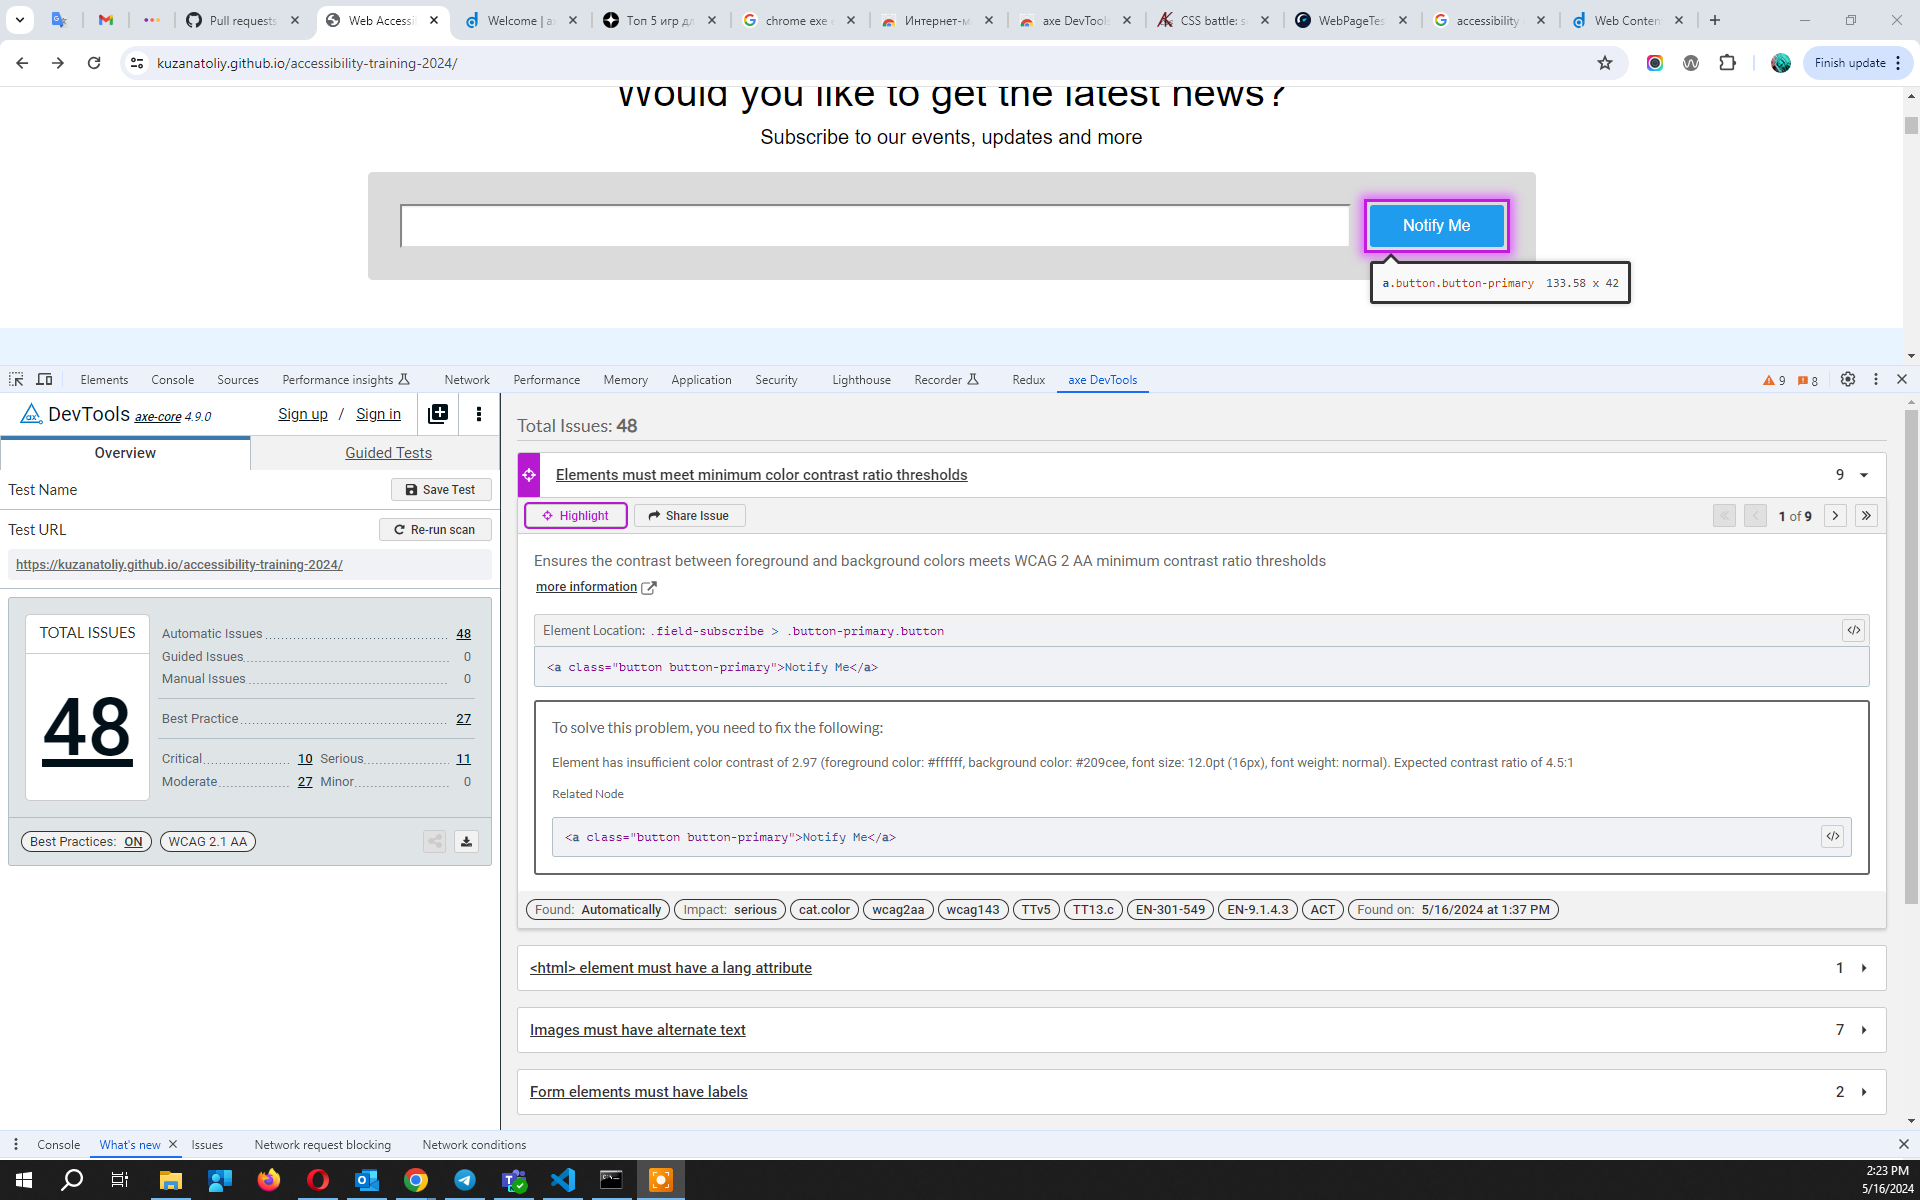 Pull requests
Web Accessi
Welcome | ax
Топ 5 игр дл
chrome exe e
Интернет-м
axe DevTools
CSS battle: se
WebPageTes
accessibility
Web Conten
kuzanatoliy.github.io/accessibility-training-2024/
Finish update
Would you like to get the latest news?
Subscribe to our events, updates and more
Notify Me
a.button.button-primary 133.58 x 42
Elements Console Sources Performance insights Network Performance Memory Application Security Lighthouse Recorder Redux axe DevTools 9 8
DevTools axe-core 4.9.0 Sign up / Sign in
Overview Guided Tests
Test Name Save Test
Test URL Re-run scan
https://kuzanatoliy.github.io/accessibility-training-2024/
TOTAL ISSUES
48
Automatic Issues 48
Guided Issues 0
Manual Issues 0
Best Practice 27
Critical 10 Serious 11
Moderate 27 Minor 0
Best Practices: ON WCAG 2.1 AA
Total Issues: 48
Elements must meet minimum color contrast ratio thresholds 9
Highlight Share Issue 1 of 9
Ensures the contrast between foreground and background colors meets WCAG 2 AA minimum contrast ratio thresholds
more information
Element Location: .field-subscribe > .button-primary.button </>
<a class="button button-primary">Notify Me</a>
To solve this problem, you need to fix the following:
Element has insufficient color contrast of 2.97 (foreground color: #ffffff, background color: #209cee, font size: 12.0pt (16px), font weight: normal). Expected contrast ratio of 4.5:1
Related Node
<a class="button button-primary">Notify Me</a> </>
Found: Automatically Impact: serious cat.color wcag2aa wcag143 TTv5 TT13.c EN-301-549 EN-9.1.4.3 ACT Found on: 5/16/2024 at 1:37 PM
<html> element must have a lang attribute 1
Images must have alternate text 7
Form elements must have labels 2
Console What's new Issues Network request blocking Network conditions
2:23 PM
5/16/2024